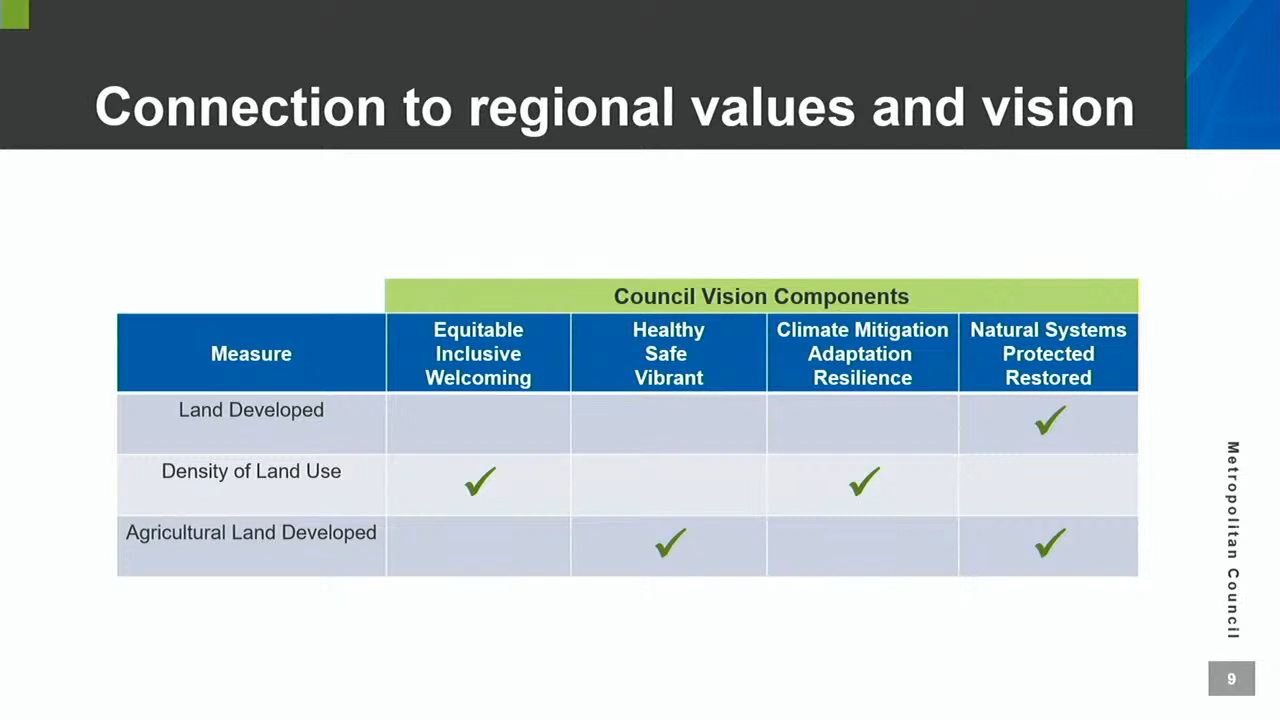 Connection to regional values and vision
Council Vision Components
Measure
Equitable
Inclusive
Welcoming
Healthy
Safe
Vibrant
Climate Mitigation
Adaptation
Resilience
Natural Systems
Protected
Restored
Land Developed
✓
Density of Land Use
✓ ✓
Agricultural Land Developed
✓ ✓
Metropolitan Council
9